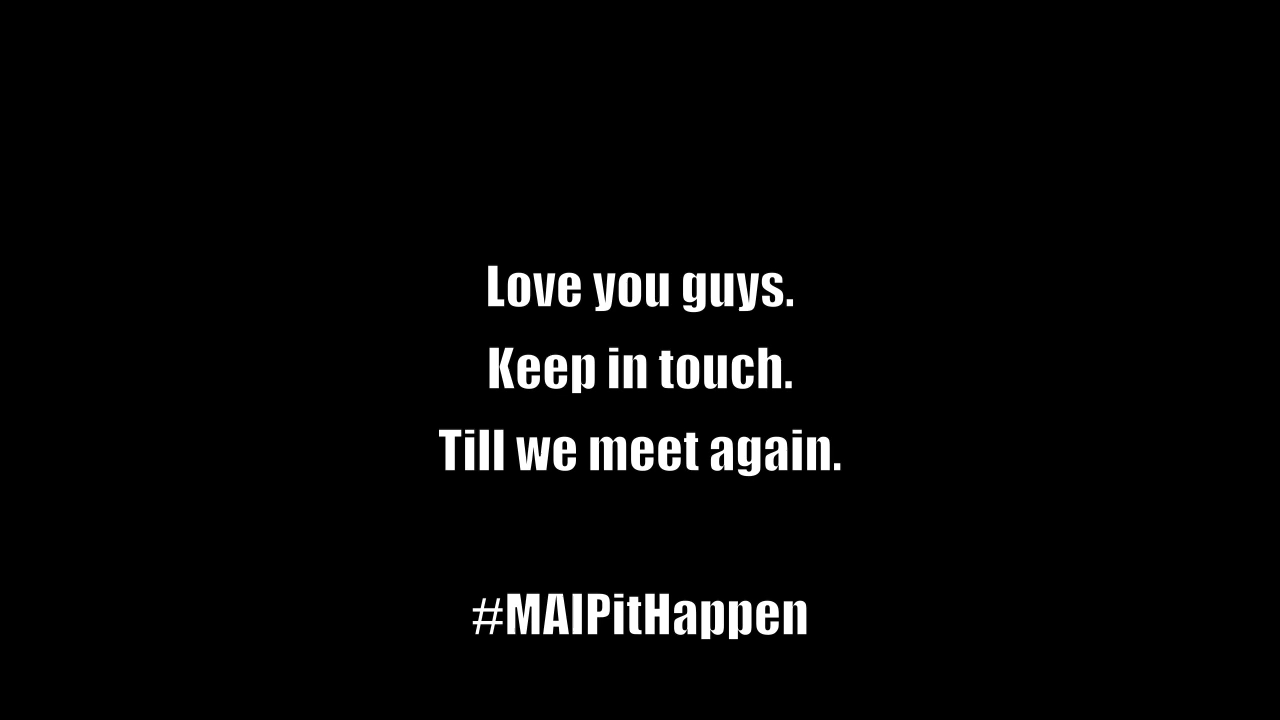 Love you guys.
Keep in touch.
Till we meet again.
#MAIPitHappen